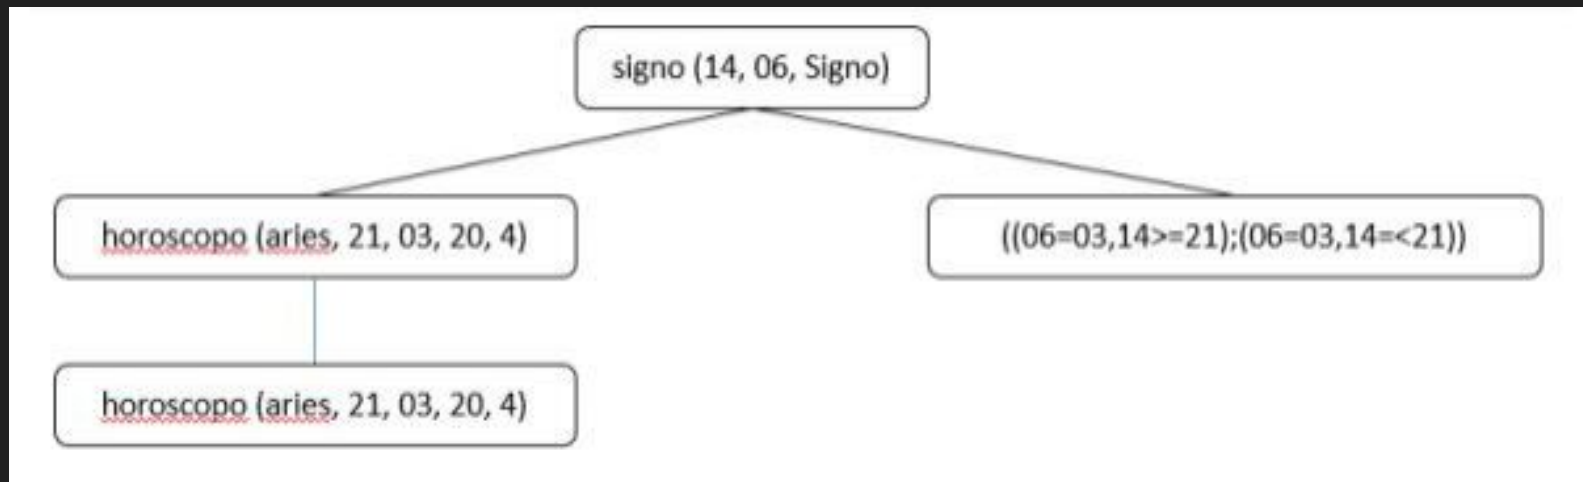 signo (14, 06, Signo)
horoscopo (aries, 21, 03, 20, 4)
((06=03,14>=21);(06=03,14=<21))
horoscopo (aries, 21, 03, 20, 4)